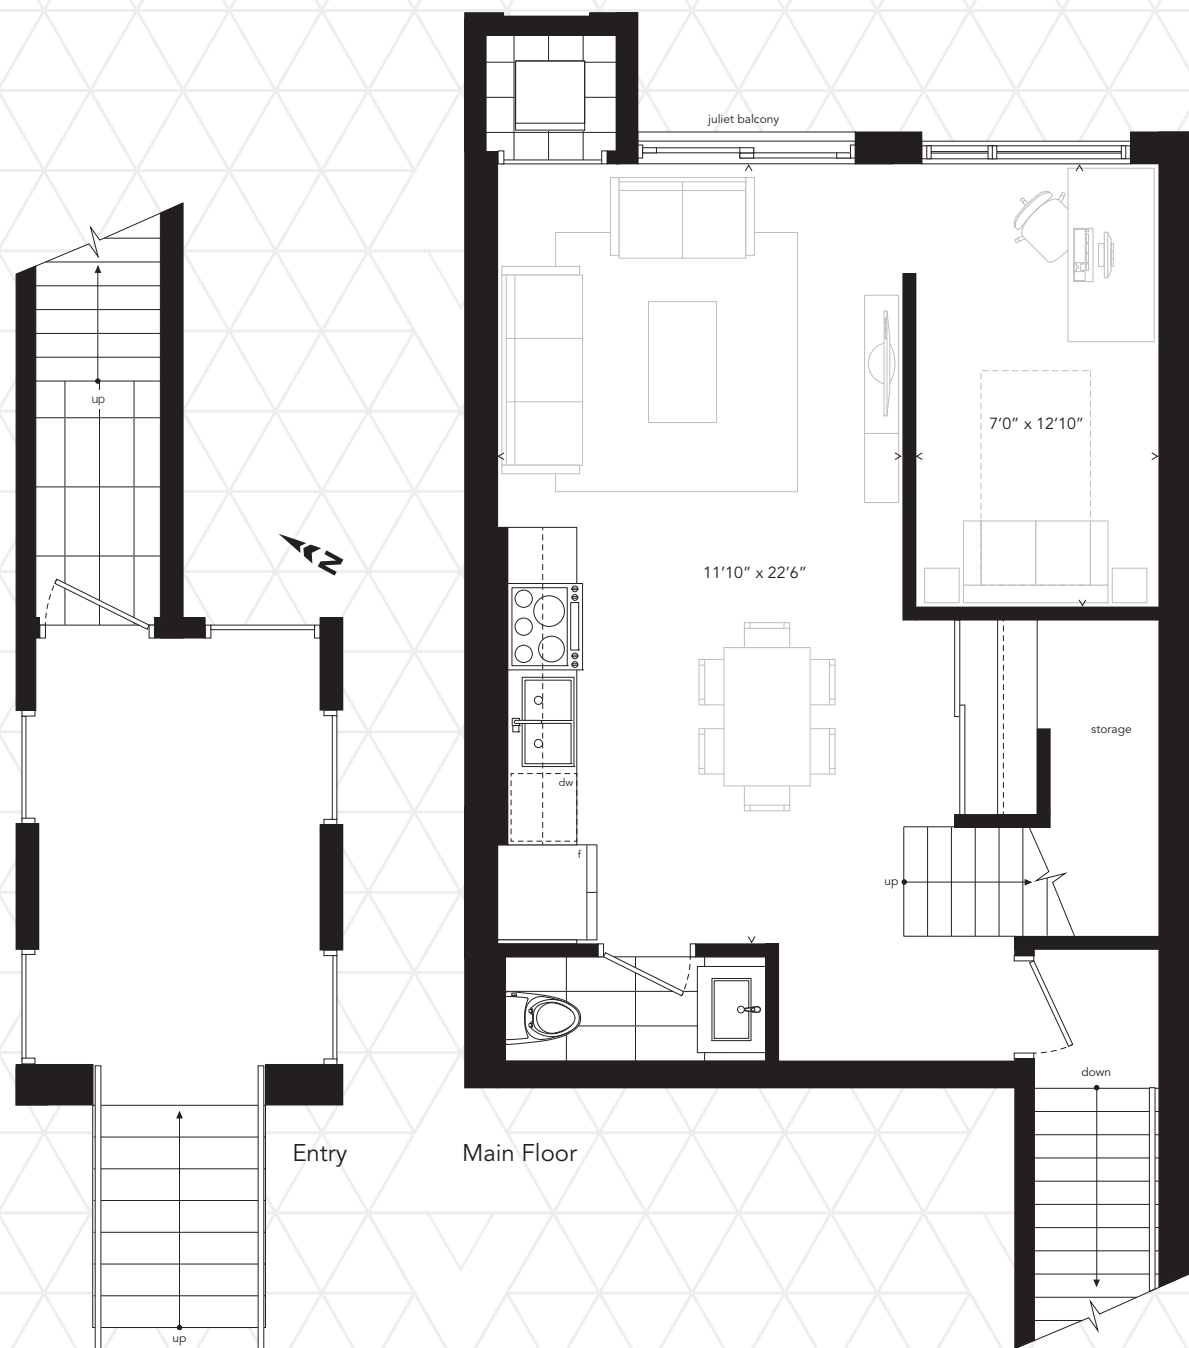 juliet balcony
up
7'0" x 12'10"
N
11'10" x 22'6"
storage
dw
f
up
down
Entry
Main Floor
up